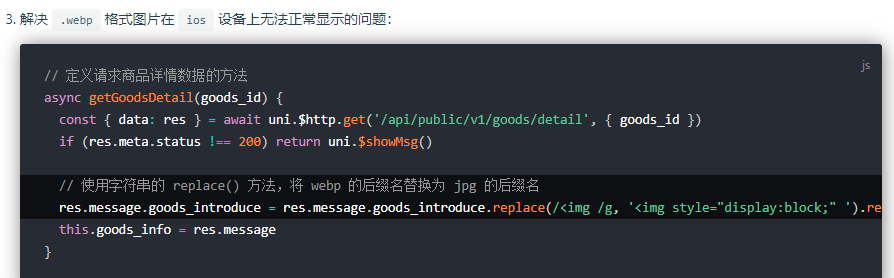 3. 解决 .webp 格式图片在 ios 设备上无法正常显示的问题：
js
// 定义请求商品详情数据的方法
async getGoodsDetail(goods_id) {
  const { data: res } = await uni.$http.get('/api/public/v1/goods/detail', { goods_id })
  if (res.meta.status !== 200) return uni.$showMsg()
  // 使用字符串的 replace() 方法，将 webp 的后缀名替换为 jpg 的后缀名
  res.message.goods_introduce = res.message.goods_introduce.replace(/<img /g, '<img style="display:block;" ').re
  this.goods_info = res.message
}